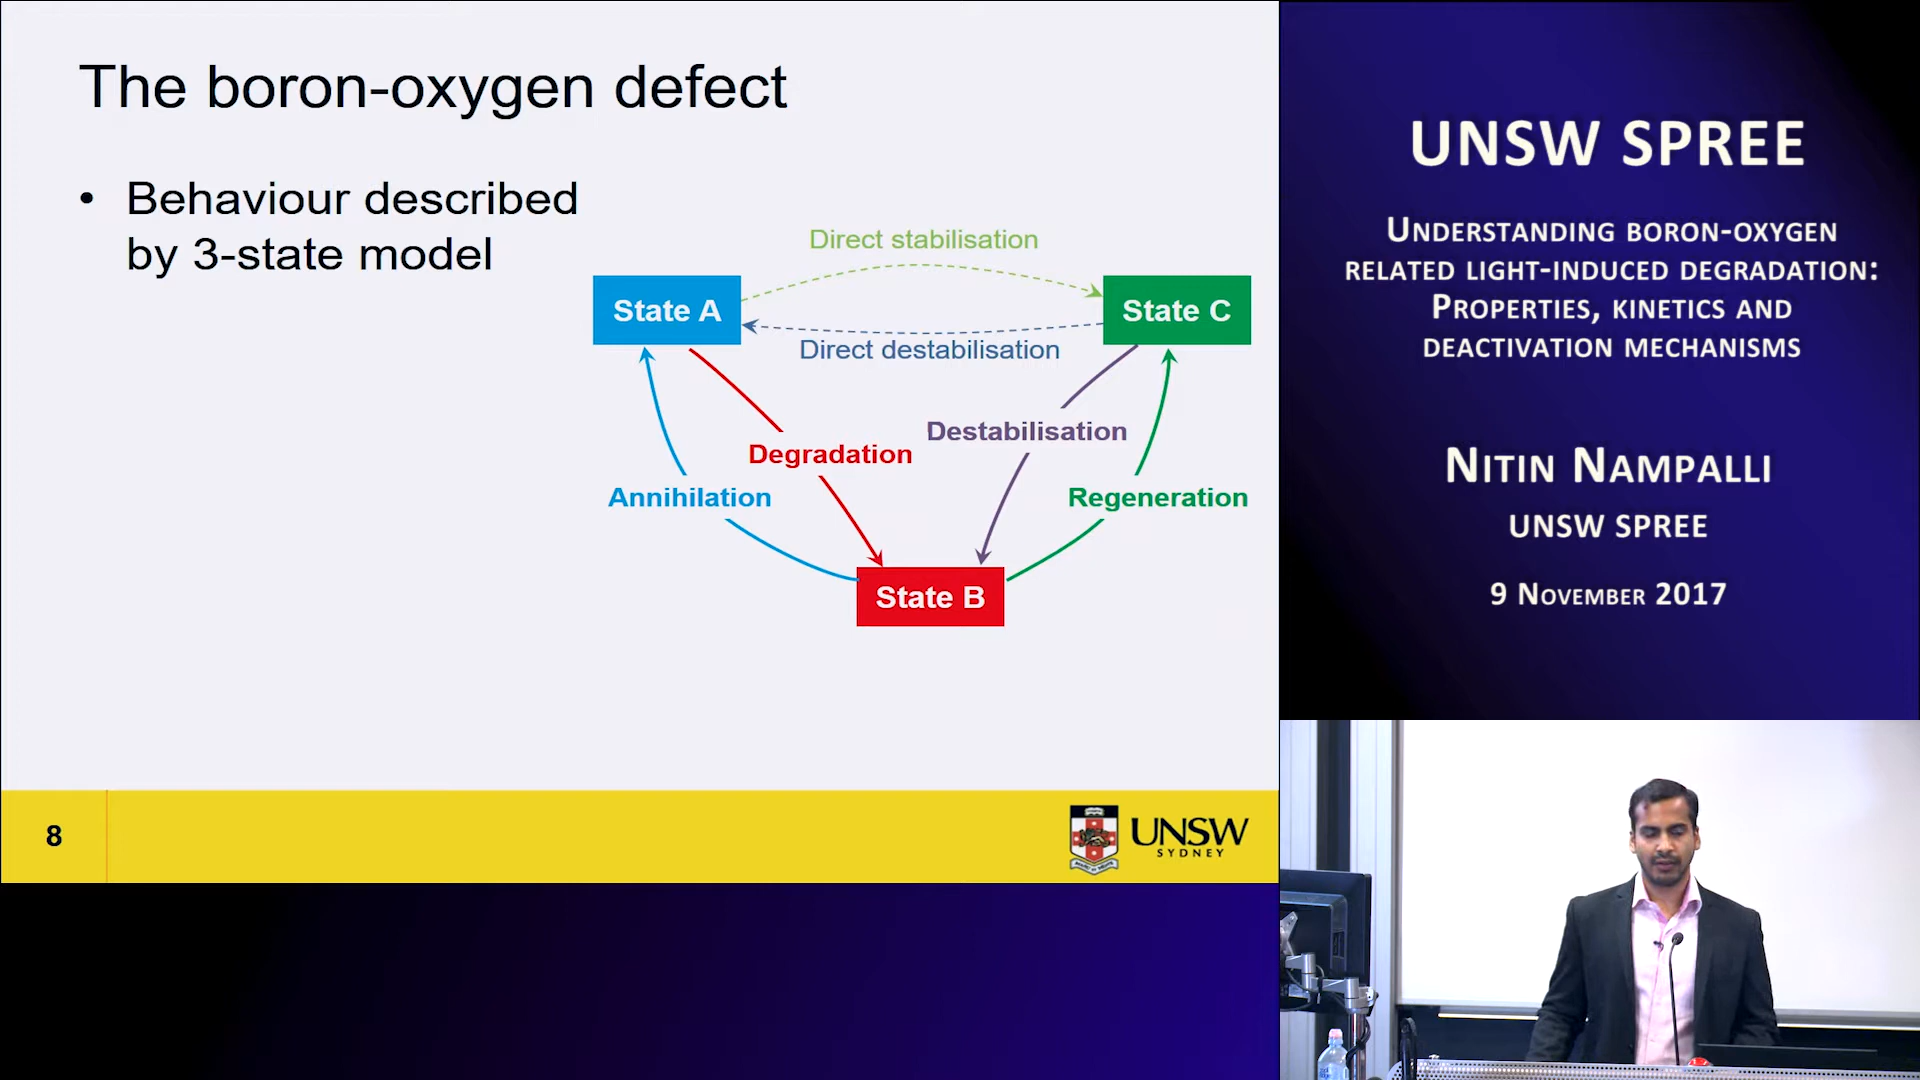 The boron-oxygen defect
• Behaviour described
by 3-state model
Direct stabilisation
State A
State C
Direct destabilisation
Destabilisation
Degradation
Annihilation
Regeneration
State B
8
UNSW
SYDNEY
UNSW SPREE
Understanding boron-oxygen
related light-induced degradation:
Properties, kinetics and
deactivation mechanisms
Nitin Nampalli
UNSW SPREE
9 November 2017